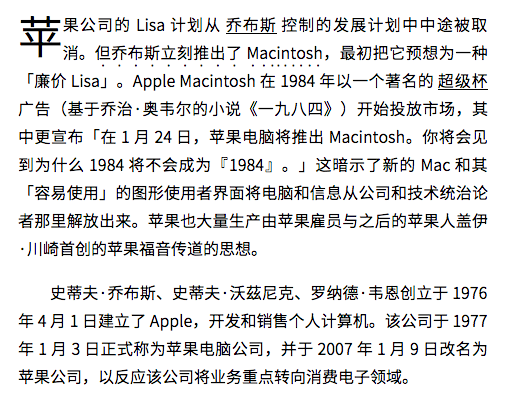 苹果公司的 Lisa 计划从 乔布斯 控制的发展计划中中途被取
消。但乔布斯立刻推出了 Macintosh，最初把它预想为一种
「廉价 Lisa」。Apple Macintosh 在 1984 年以一个著名的 超级杯
广告（基于乔治·奥韦尔的小说《一九八四》）开始投放市场，其
中更宣布「在 1 月 24 日，苹果电脑将推出 Macintosh。你将会见
到为什么 1984 将不会成为『1984』。」这暗示了新的 Mac 和其
「容易使用」的图形使用者界面将电脑和信息从公司和技术统治论
者那里解放出来。苹果也大量生产由苹果雇员与之后的苹果人盖伊
·川崎首创的苹果福音传道的思想。
史蒂夫·乔布斯、史蒂夫·沃兹尼克、罗纳德·韦恩创立于 1976
年 4 月 1 日建立了 Apple，开发和销售个人计算机。该公司于 1977
年 1 月 3 日正式称为苹果电脑公司，并于 2007 年 1 月 9 日改名为
苹果公司，以反应该公司将业务重点转向消费电子领域。